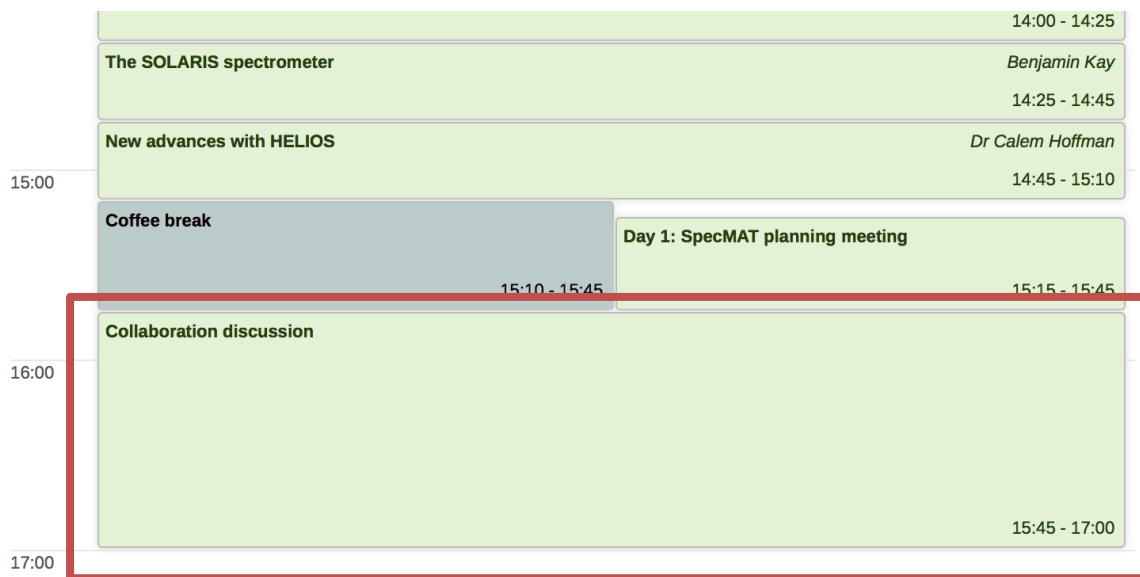 14:00 - 14:25
The SOLARIS spectrometer Benjamin Kay
14:25 - 14:45
New advances with HELIOS Dr Calem Hoffman
14:45 - 15:10
15:00
Coffee break
Day 1: SpecMAT planning meeting
15:10 - 15:45 15:15 - 15:45
Collaboration discussion
16:00
15:45 - 17:00
17:00